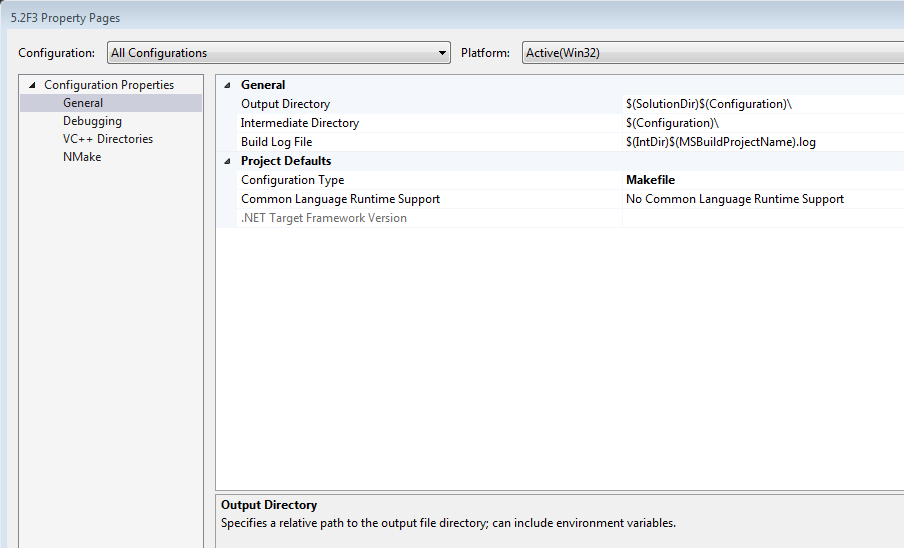 5.2F3 Property Pages
Configuration: All Configurations Platform: Active(Win32)
Configuration Properties
General
Debugging
VC++ Directories
NMake
General
Output Directory $(SolutionDir)$(Configuration)\
Intermediate Directory $(Configuration)\
Build Log File $(IntDir)$(MSBuildProjectName).log
Project Defaults
Configuration Type Makefile
Common Language Runtime Support No Common Language Runtime Support
.NET Target Framework Version
Output Directory
Specifies a relative path to the output file directory; can include environment variables.